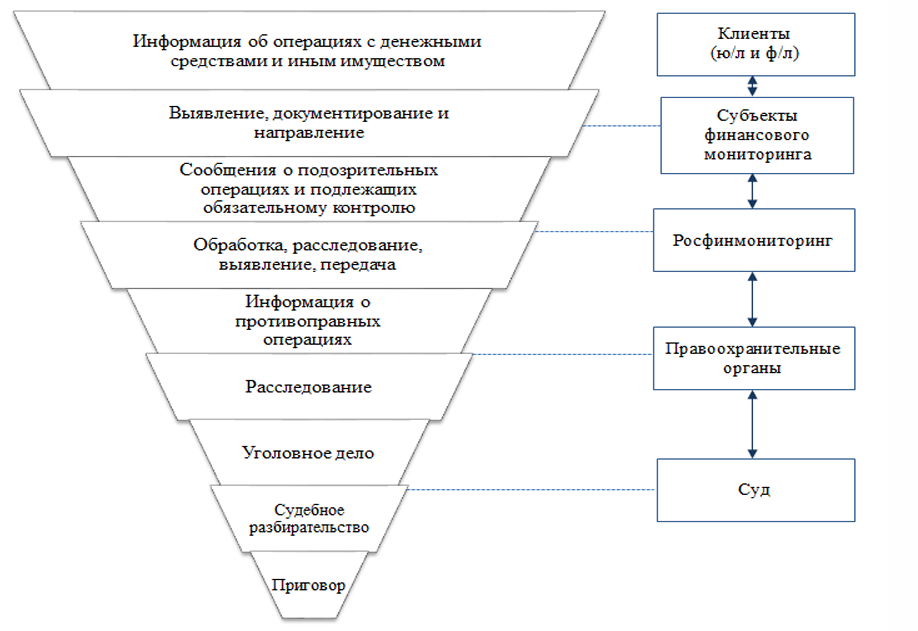 Информация об операциях с денежными
средствами и иным имуществом
Выявление, документирование и
направление
Сообщения о подозрительных
операциях и подлежащих
обязательному контролю
Обработка, расследование,
выявление, передача
Информация о
противоправных
операциях
Расследование
Уголовное дело
Судебное
разбирательство
Приговор
Клиенты
(ю/л и ф/л)
Субъекты
финансового
мониторинга
Росфинмониторинг
Правоохранительные
органы
Суд